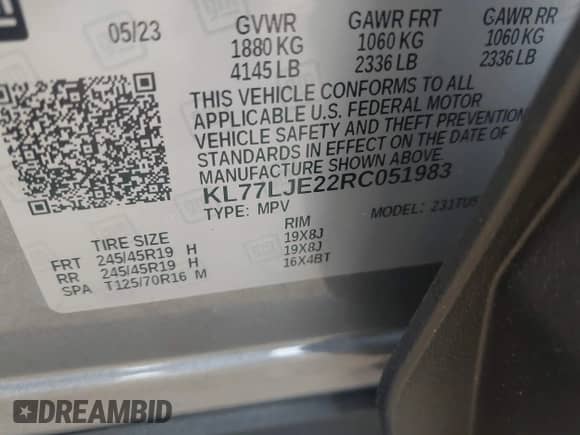 GM
05/23 GVWR GAWR FRT GAWR RR
1880 KG 1060 KG 1060 KG
4145 LB 2336 LB 2336 LB
THIS VEHICLE CONFORMS TO ALL
APPLICABLE U.S. FEDERAL MOTOR
VEHICLE SAFETY AND THEFT PREVENTION
STANDARDS IN EFFECT ON THE DATE OF
MANUFACTURE SHOWN ABOVE.
KL77LJE22RC051983
TYPE: MPV MODEL: 231TU5
TIRE SIZE RIM
FRT 245/45R19 H 19X8J
RR 245/45R19 H 19X8J
SPA T125/70R16 M 16X4BT
DREAMBID